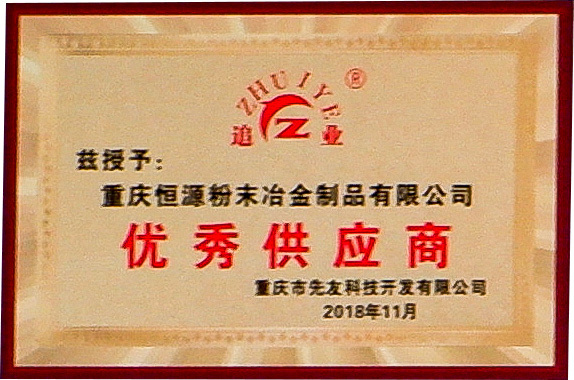 ZHUIYE®
追业
兹授予：
重庆恒源粉末冶金制品有限公司
优秀供应商
重庆市先友科技开发有限公司
2018年11月